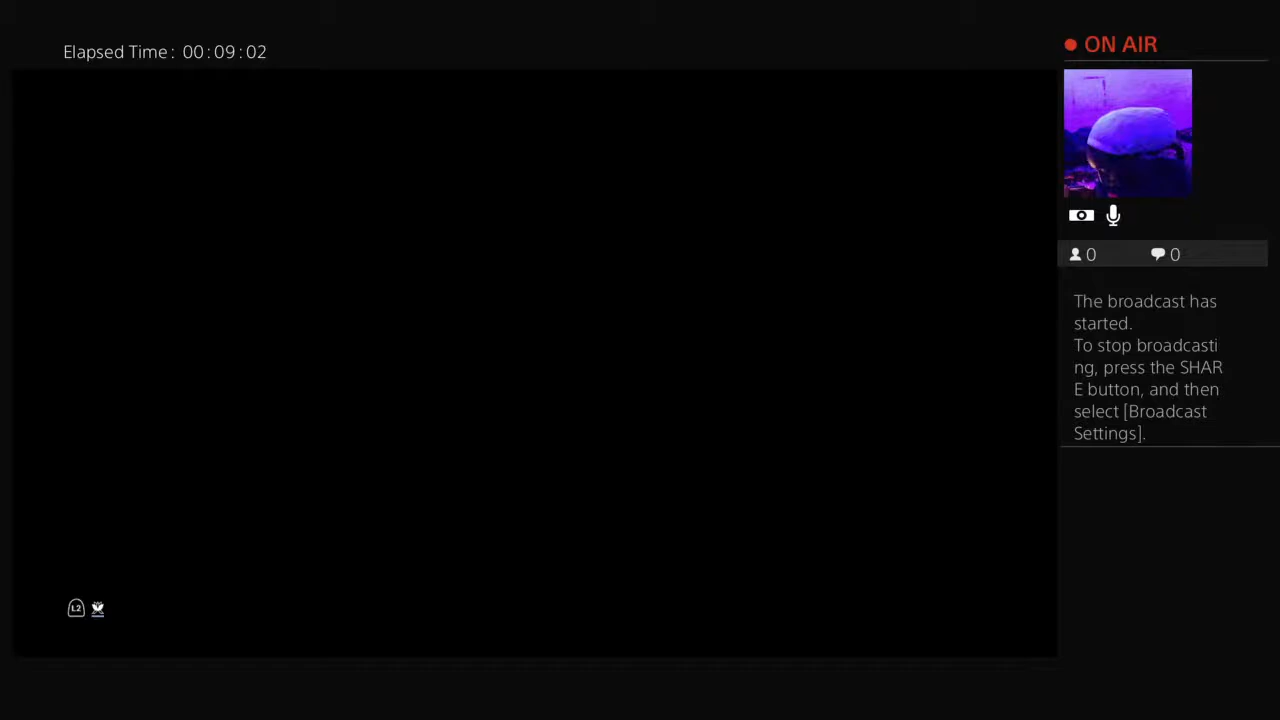 Elapsed Time: 00:09:02
ON AIR
0 0
The broadcast has
started.
To stop broadcasti
ng, press the SHAR
E button, and then
select [Broadcast
Settings].
L2